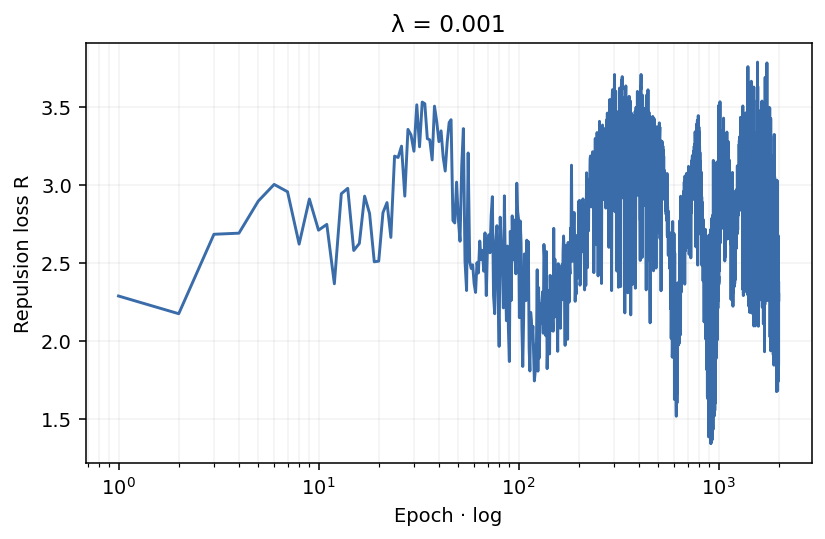 λ = 0.001
Repulsion loss R
3.5
3.0
2.5
2.0
1.5
10⁰ 10¹ 10² 10³
Epoch · log